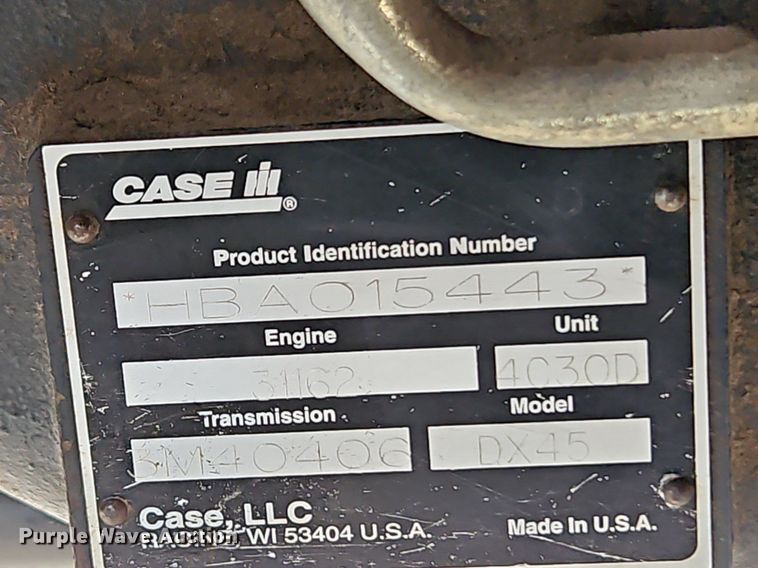 CASE IH®
Product Identification Number
*HBA015443*
Engine Unit
31162 4C30D
Transmission Model
3M40406 DX45
Case, LLC
RACINE, WI 53404 U.S.A. Made In U.S.A.
Purple Wave Auction